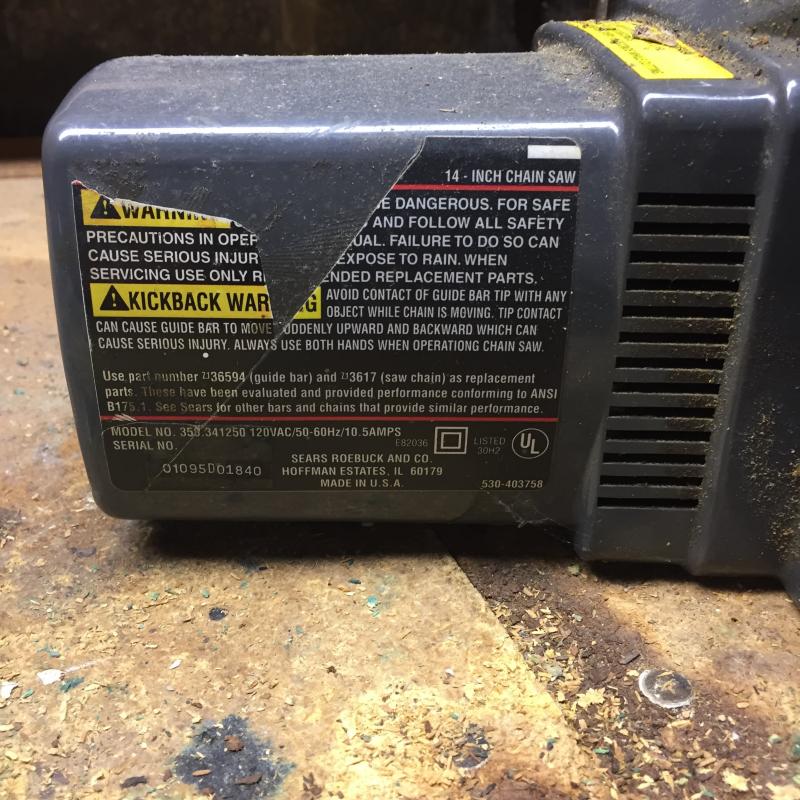 14 - INCH CHAIN SAW
WARNIN E DANGEROUS. FOR SAFE
AND FOLLOW ALL SAFETY
PRECAUTIONS IN OPER UAL. FAILURE TO DO SO CAN
CAUSE SERIOUS INJUR EXPOSE TO RAIN. WHEN
SERVICING USE ONLY R ENDED REPLACEMENT PARTS.
KICKBACK WAR G AVOID CONTACT OF GUIDE BAR TIP WITH ANY
OBJECT WHILE CHAIN IS MOVING. TIP CONTACT
CAN CAUSE GUIDE BAR TO MOVE UDDENLY UPWARD AND BACKWARD WHICH CAN
CAUSE SERIOUS INJURY. ALWAYS USE BOTH HANDS WHEN OPERATIONG CHAIN SAW.
Use part number 7136594 (guide bar) and 713617 (saw chain) as replacement
parts. These have been evaluated and provided performance conforming to ANSI
B175.1. See Sears for other bars and chains that provide similar performance.
MODEL NO. 358.341250 120VAC/50-60Hz/10.5AMPS
SERIAL NO.
E82036 LISTED
30H2
UL
01095D01840
SEARS ROEBUCK AND CO.
HOFFMAN ESTATES, IL 60179
MADE IN U.S.A.
530-403758